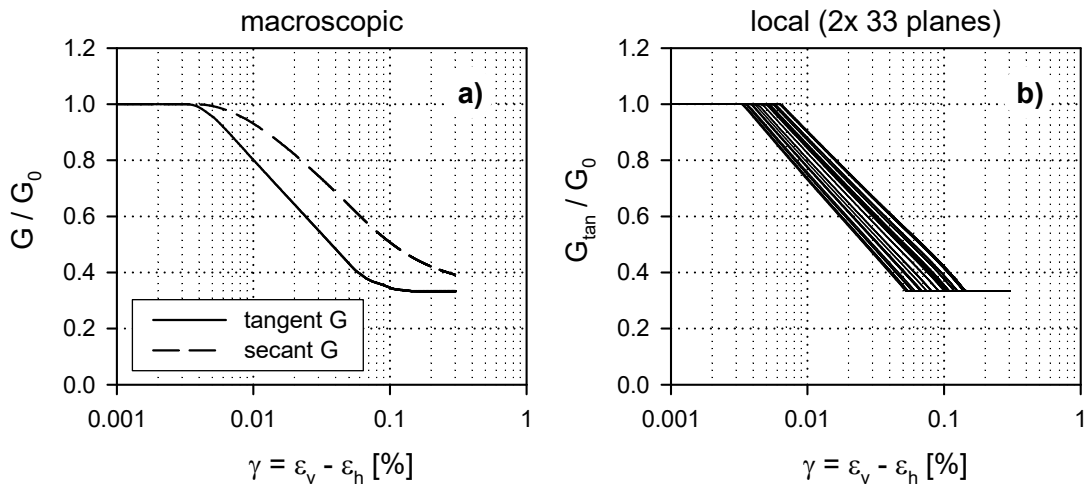 macroscopic
a)
G / G0
1.2
1.0
0.8
0.6
0.4
0.2
0.0
tangent G
secant G
0.001 0.01 0.1 1
γ = εv - εh [%]
local (2x 33 planes)
b)
Gtan / G0
1.2
1.0
0.8
0.6
0.4
0.2
0.0
0.001 0.01 0.1 1
γ = εv - εh [%]